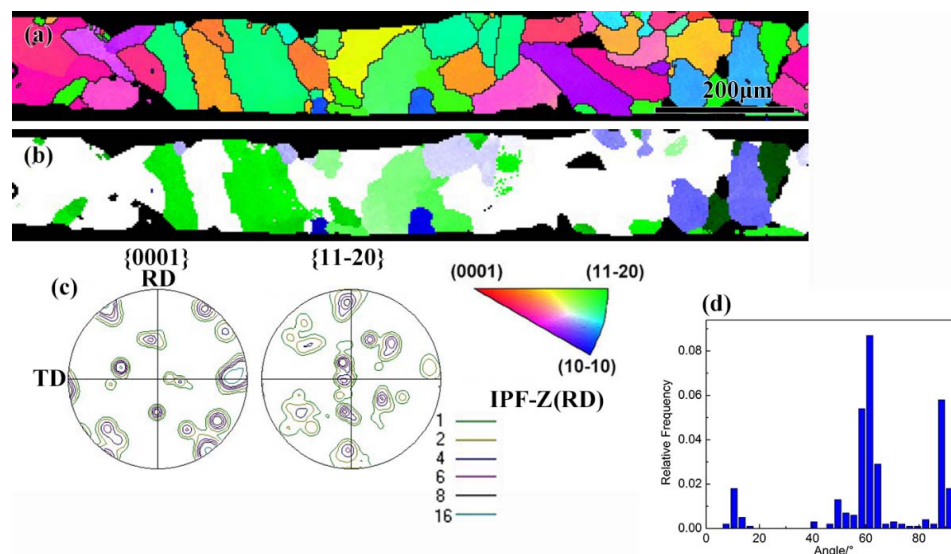 (a)
200μm
(b)
{0001}
{11-20}
RD
(c)
TD
(0001)
(11-20)
(10-10)
IPF-Z(RD)
1
2
4
6
8
16
(d)
Relative Frequency
0.08
0.06
0.04
0.02
0.00
0 20 40 60 80
Angle/°